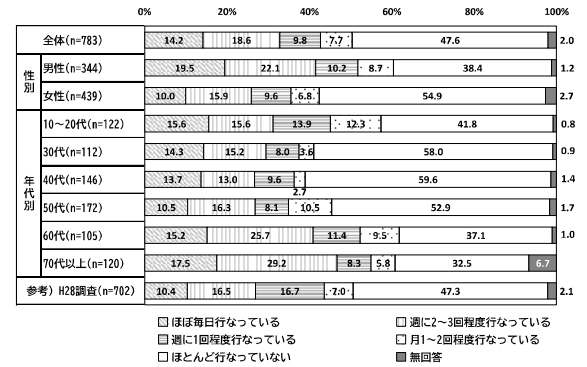 0% 20% 40% 60% 80% 100%
全体(n=783) 14.2 18.6 9.8 7.7 47.6 2.0
性別
男性(n=344) 19.5 22.1 10.2 8.7 38.4 1.2
女性(n=439) 10.0 15.9 9.6 6.8 54.9 2.7
年代別
10～20代(n=122) 15.6 15.6 13.9 12.3 41.8 0.8
30代(n=112) 14.3 15.2 8.0 3.6 58.0 0.9
40代(n=146) 13.7 13.0 9.6 2.7 59.6 1.4
50代(n=172) 10.5 16.3 8.1 10.5 52.9 1.7
60代(n=105) 15.2 25.7 11.4 9.5 37.1 1.0
70代以上(n=120) 17.5 29.2 8.3 5.8 32.5 6.7
参考）H28調査(n=702) 10.4 16.5 16.7 7.0 47.3 2.1
ほぼ毎日行なっている 週に2～3回程度行なっている
週に1回程度行なっている 月1～2回程度行なっている
ほとんど行なっていない 無回答